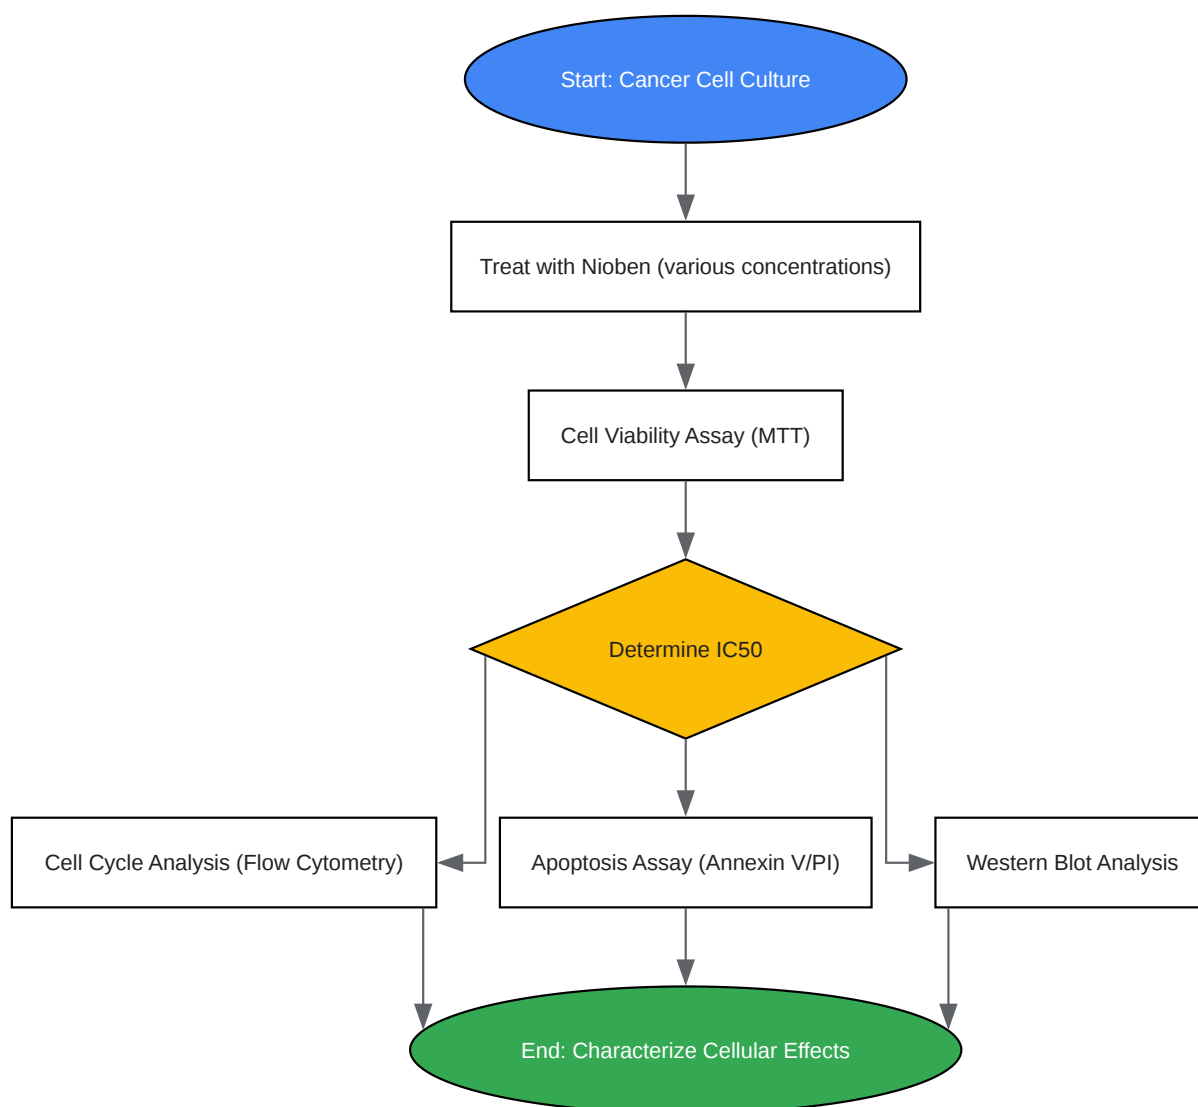 Start: Cancer Cell Culture
Treat with Nioben (various concentrations)
Cell Viability Assay (MTT)
Determine IC50
Cell Cycle Analysis (Flow Cytometry)
Apoptosis Assay (Annexin V/PI)
Western Blot Analysis
End: Characterize Cellular Effects